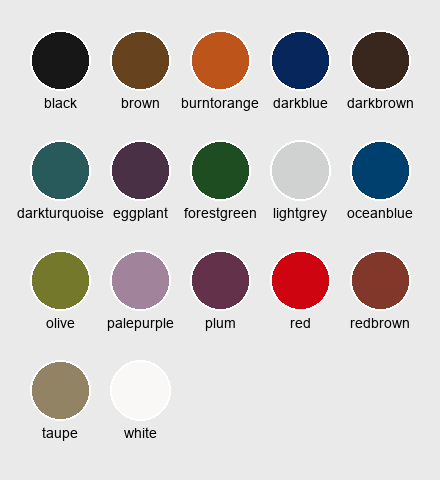 black brown burntorange darkblue darkbrown
darkturquoise eggplant forestgreen lightgrey oceanblue
olive palepurple plum red redbrown
taupe white